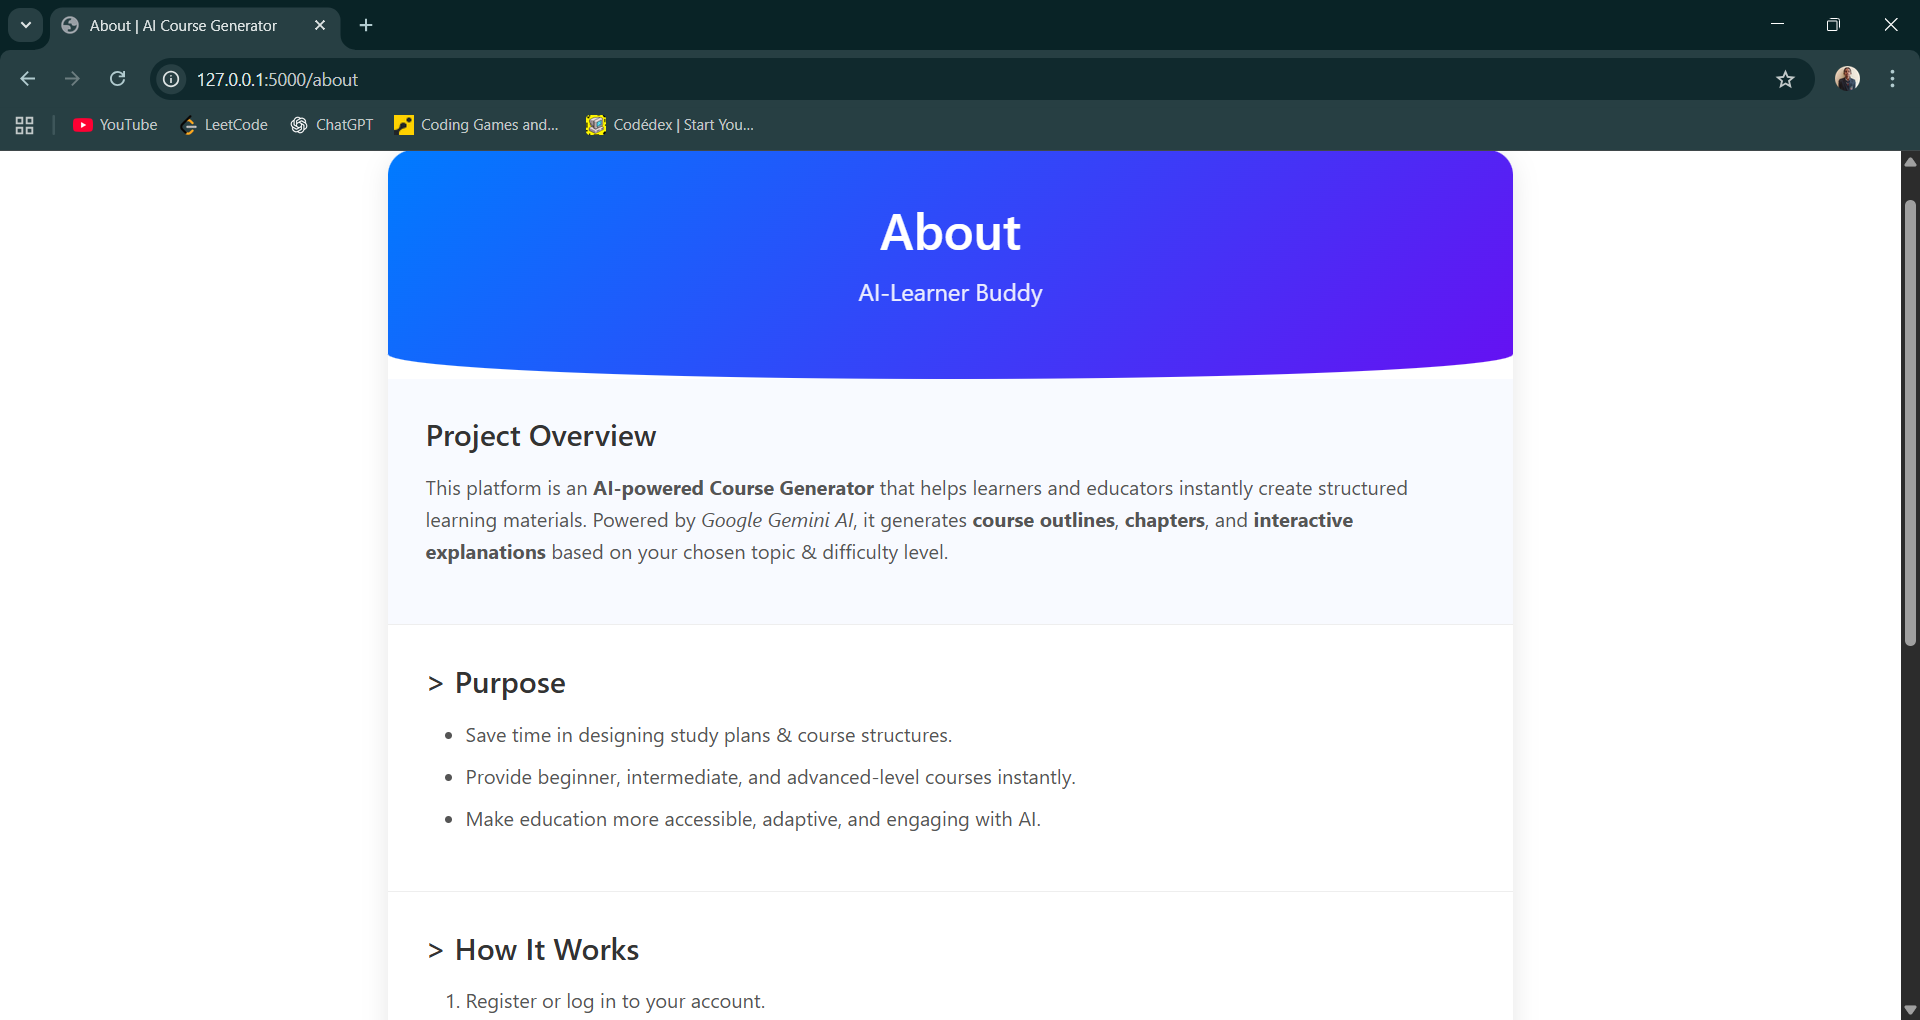 About | AI Course Generator
127.0.0.1:5000/about
YouTube
LeetCode
ChatGPT
Coding Games and...
Codédex | Start You...
About
AI-Learner Buddy
Project Overview
This platform is an AI-powered Course Generator that helps learners and educators instantly create structured
learning materials. Powered by Google Gemini AI, it generates course outlines, chapters, and interactive
explanations based on your chosen topic & difficulty level.
> Purpose
• Save time in designing study plans & course structures.
• Provide beginner, intermediate, and advanced-level courses instantly.
• Make education more accessible, adaptive, and engaging with AI.
> How It Works
1. Register or log in to your account.